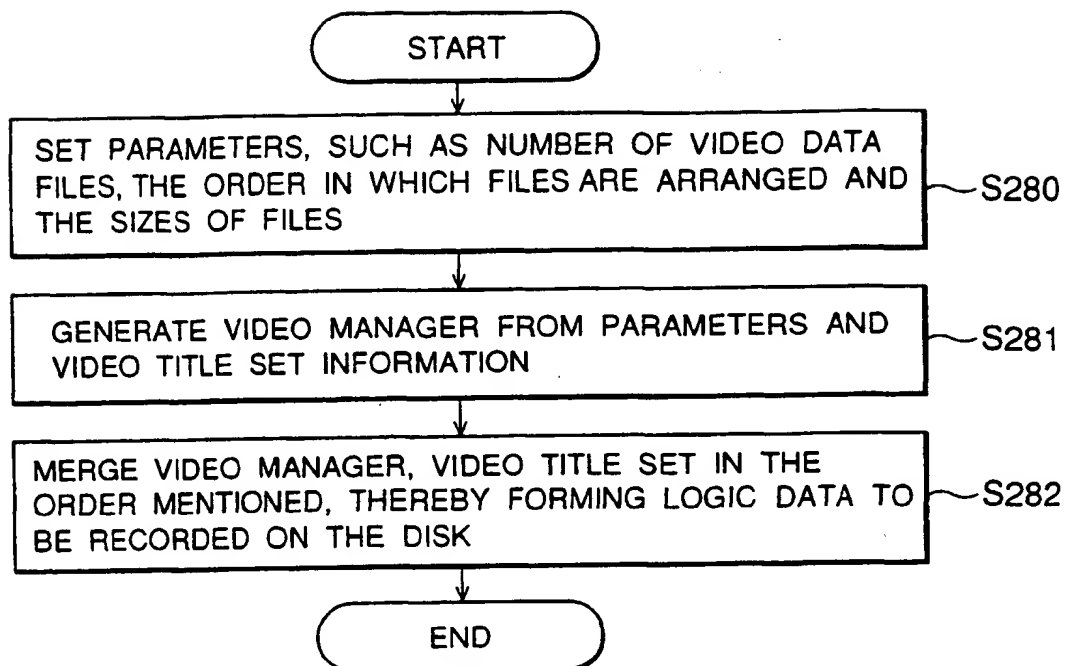 START
SET PARAMETERS, SUCH AS NUMBER OF VIDEO DATA
FILES, THE ORDER IN WHICH FILES ARE ARRANGED AND
THE SIZES OF FILES
S280
GENERATE VIDEO MANAGER FROM PARAMETERS AND
VIDEO TITLE SET INFORMATION
S281
MERGE VIDEO MANAGER, VIDEO TITLE SET IN THE
ORDER MENTIONED, THEREBY FORMING LOGIC DATA TO
BE RECORDED ON THE DISK
S282
END